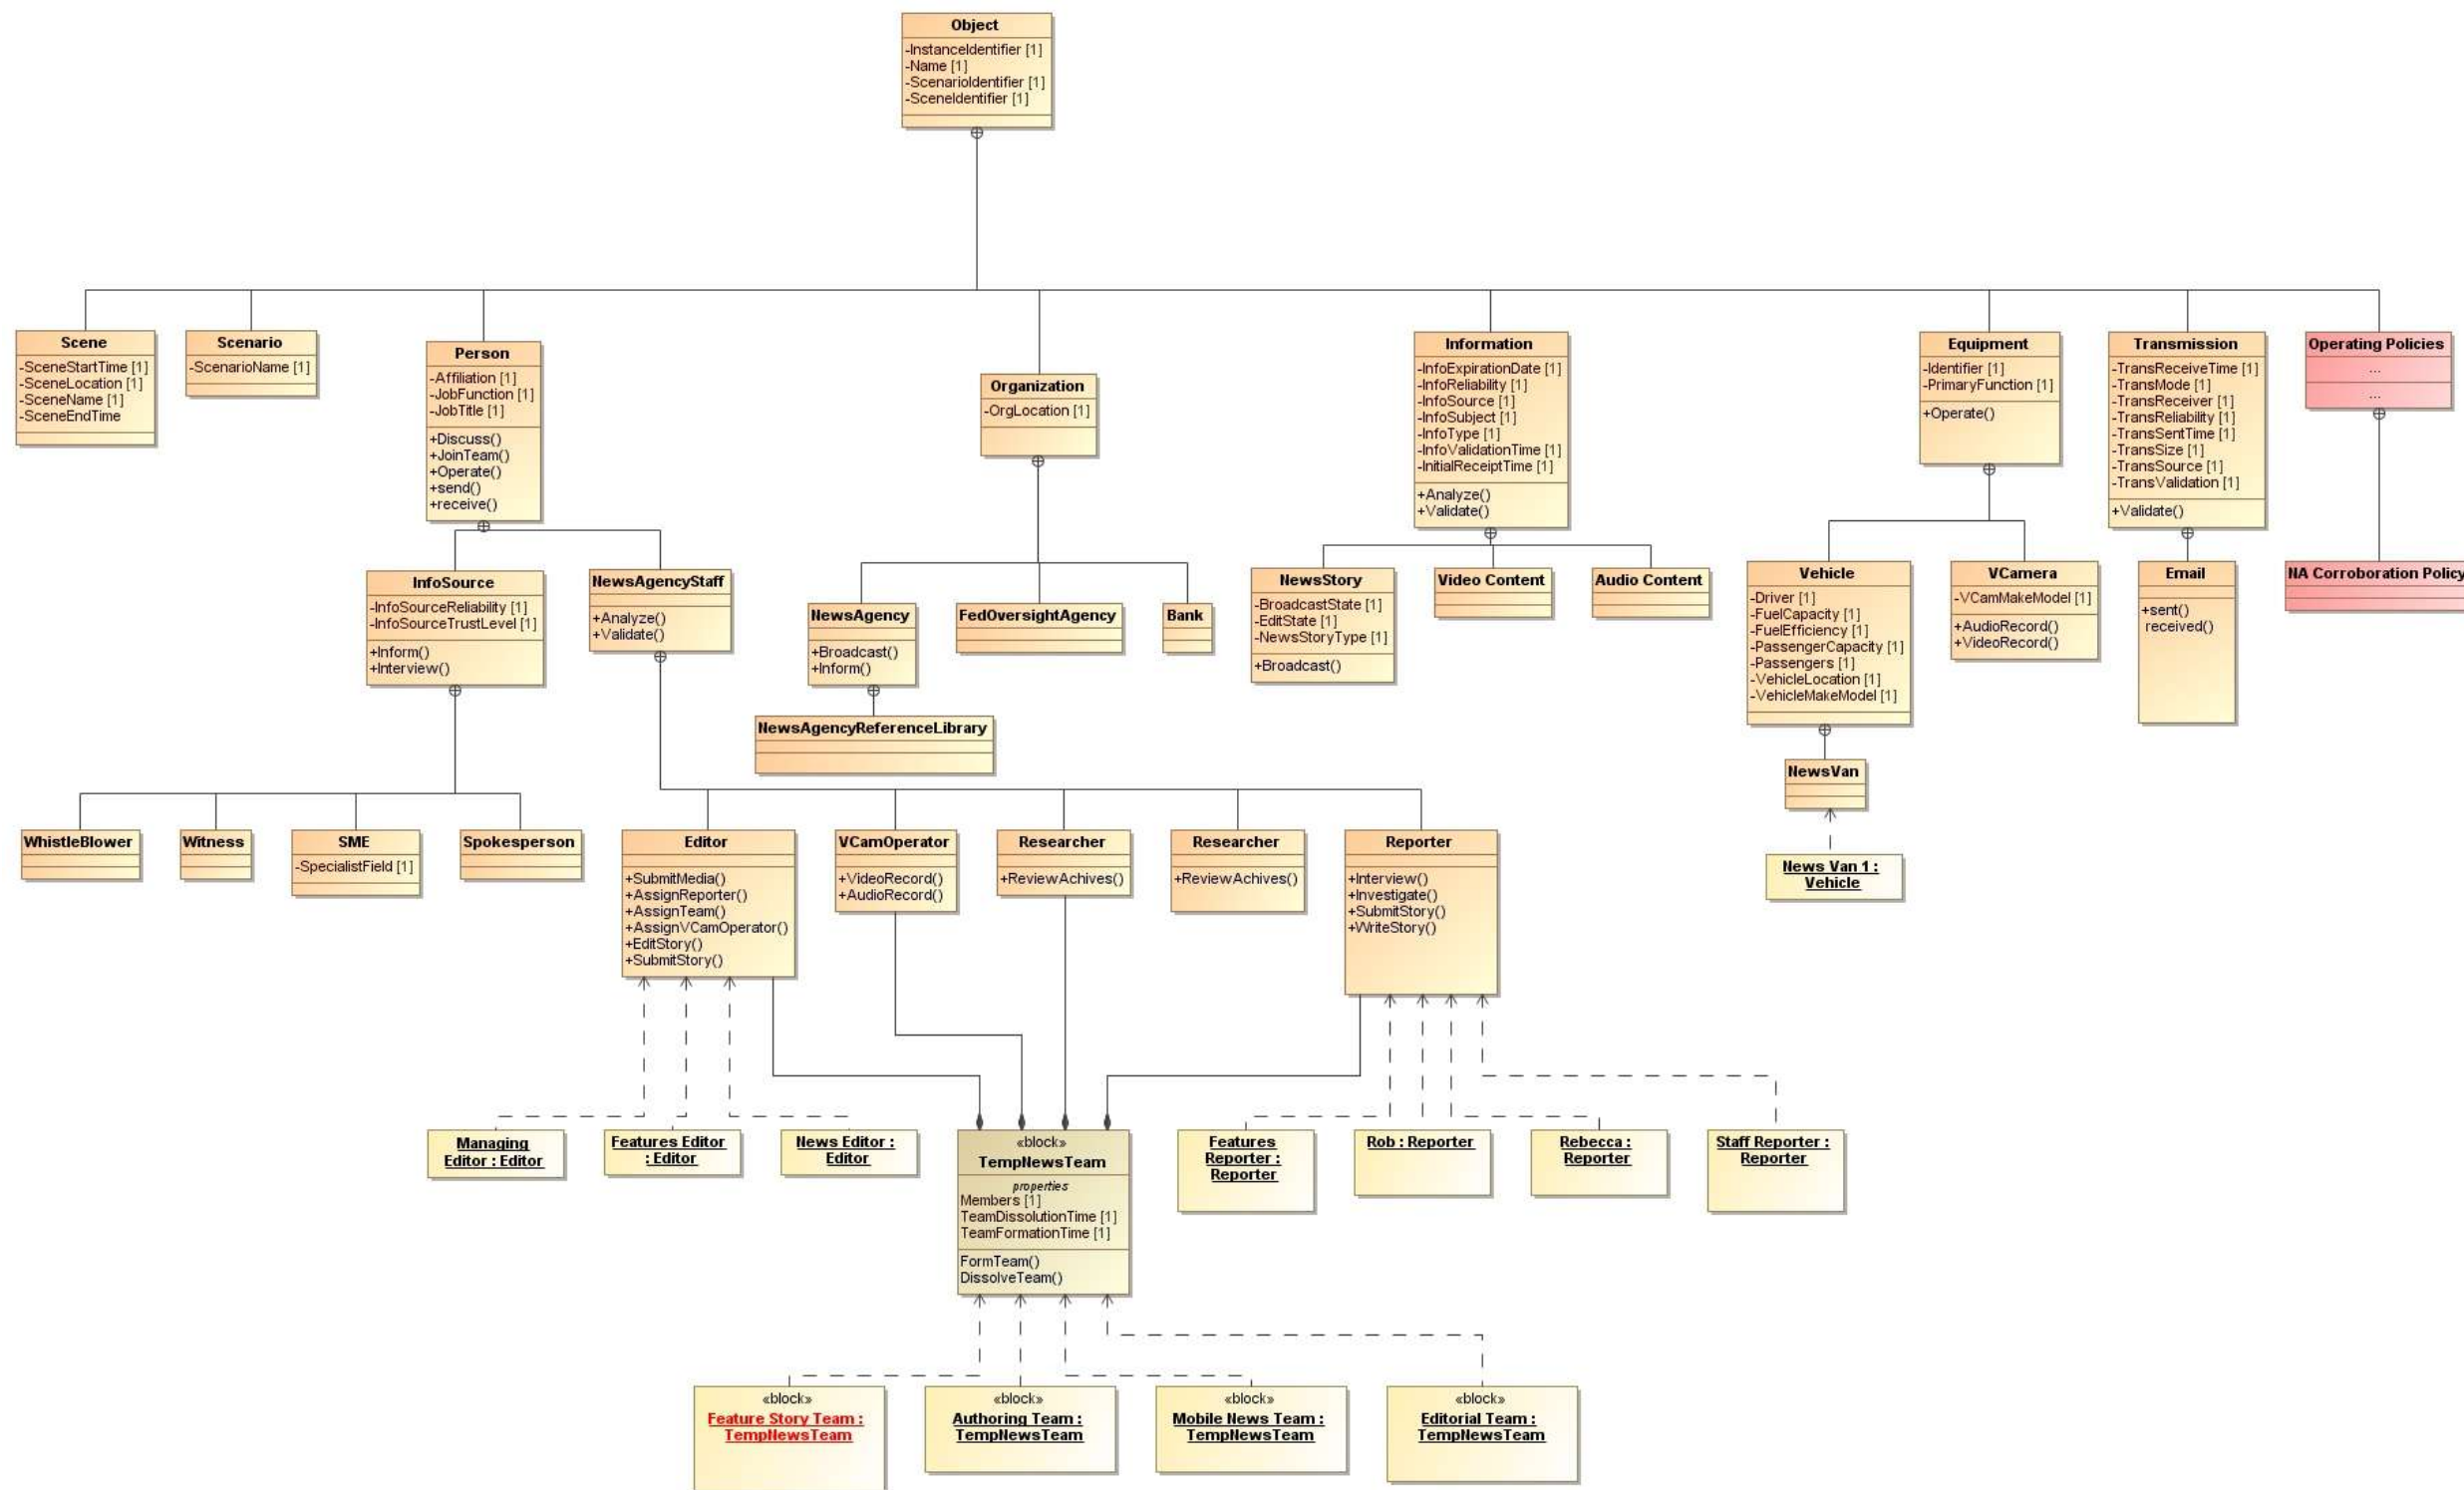 Object
-InstanceIdentifier [1]
-Name [1]
-ScenarioIdentifier [1]
-SceneIdentifier [1]
Scene
-SceneStartTime [1]
-SceneLocation [1]
-SceneName [1]
-SceneEndTime
Scenario
-ScenarioName [1]
Person
-Affiliation [1]
-JobFunction [1]
-JobTitle [1]
+Discuss()
+JoinTeam()
+Operate()
+send()
+receive()
Organization
-OrgLocation [1]
Information
-InfoExpirationDate [1]
-InfoReliability [1]
-InfoSource [1]
-InfoSubject [1]
-InfoType [1]
-InfoValidationTime [1]
-InitialReceiptTime [1]
+Analyze()
+Validate()
Equipment
-Identifier [1]
-PrimaryFunction [1]
+Operate()
Transmission
-TransReceiveTime [1]
-TransMode [1]
-TransReceiver [1]
-TransReliability [1]
-TransSentTime [1]
-TransSize [1]
-TransSource [1]
-TransValidation [1]
+Validate()
Operating Policies
...
...
InfoSource
-InfoSourceReliability [1]
-InfoSourceTrustLevel [1]
+Inform()
+Interview()
NewsAgencyStaff
+Analyze()
+Validate()
NewsAgency
+Broadcast()
+Inform()
FedOversightAgency
Bank
NewsStory
-BroadcastState [1]
-EditState [1]
-NewsStoryType [1]
+Broadcast()
Video Content
Audio Content
Vehicle
-Driver [1]
-FuelCapacity [1]
-FuelEfficiency [1]
-PassengerCapacity [1]
-Passengers [1]
-VehicleLocation [1]
-VehicleMakeModel [1]
VCamera
-VCamMakeModel [1]
+AudioRecord()
+VideoRecord()
Email
+sent()
received()
NA Corroboration Policy
NewsAgencyReferenceLibrary
NewsVan
News Van 1 :
Vehicle
WhistleBlower
Witness
SME
-SpecialistField [1]
Spokesperson
Editor
+SubmitMedia()
+AssignReporter()
+AssignTeam()
+AssignVCamOperator()
+EditStory()
+SubmitStory()
VCamOperator
+VideoRecord()
+AudioRecord()
Researcher
+ReviewAchives()
Researcher
+ReviewAchives()
Reporter
+Interview()
+Investigate()
+SubmitStory()
+WriteStory()
Managing
Editor : Editor
Features Editor
: Editor
News Editor :
Editor
«block»
TempNewsTeam
properties
Members [1]
TeamDissolutionTime [1]
TeamFormationTime [1]
FormTeam()
DissolveTeam()
Features
Reporter :
Reporter
Rob : Reporter
Rebecca :
Reporter
Staff Reporter :
Reporter
«block»
Feature Story Team :
TempNewsTeam
«block»
Authoring Team :
TempNewsTeam
«block»
Mobile News Team :
TempNewsTeam
«block»
Editorial Team :
TempNewsTeam